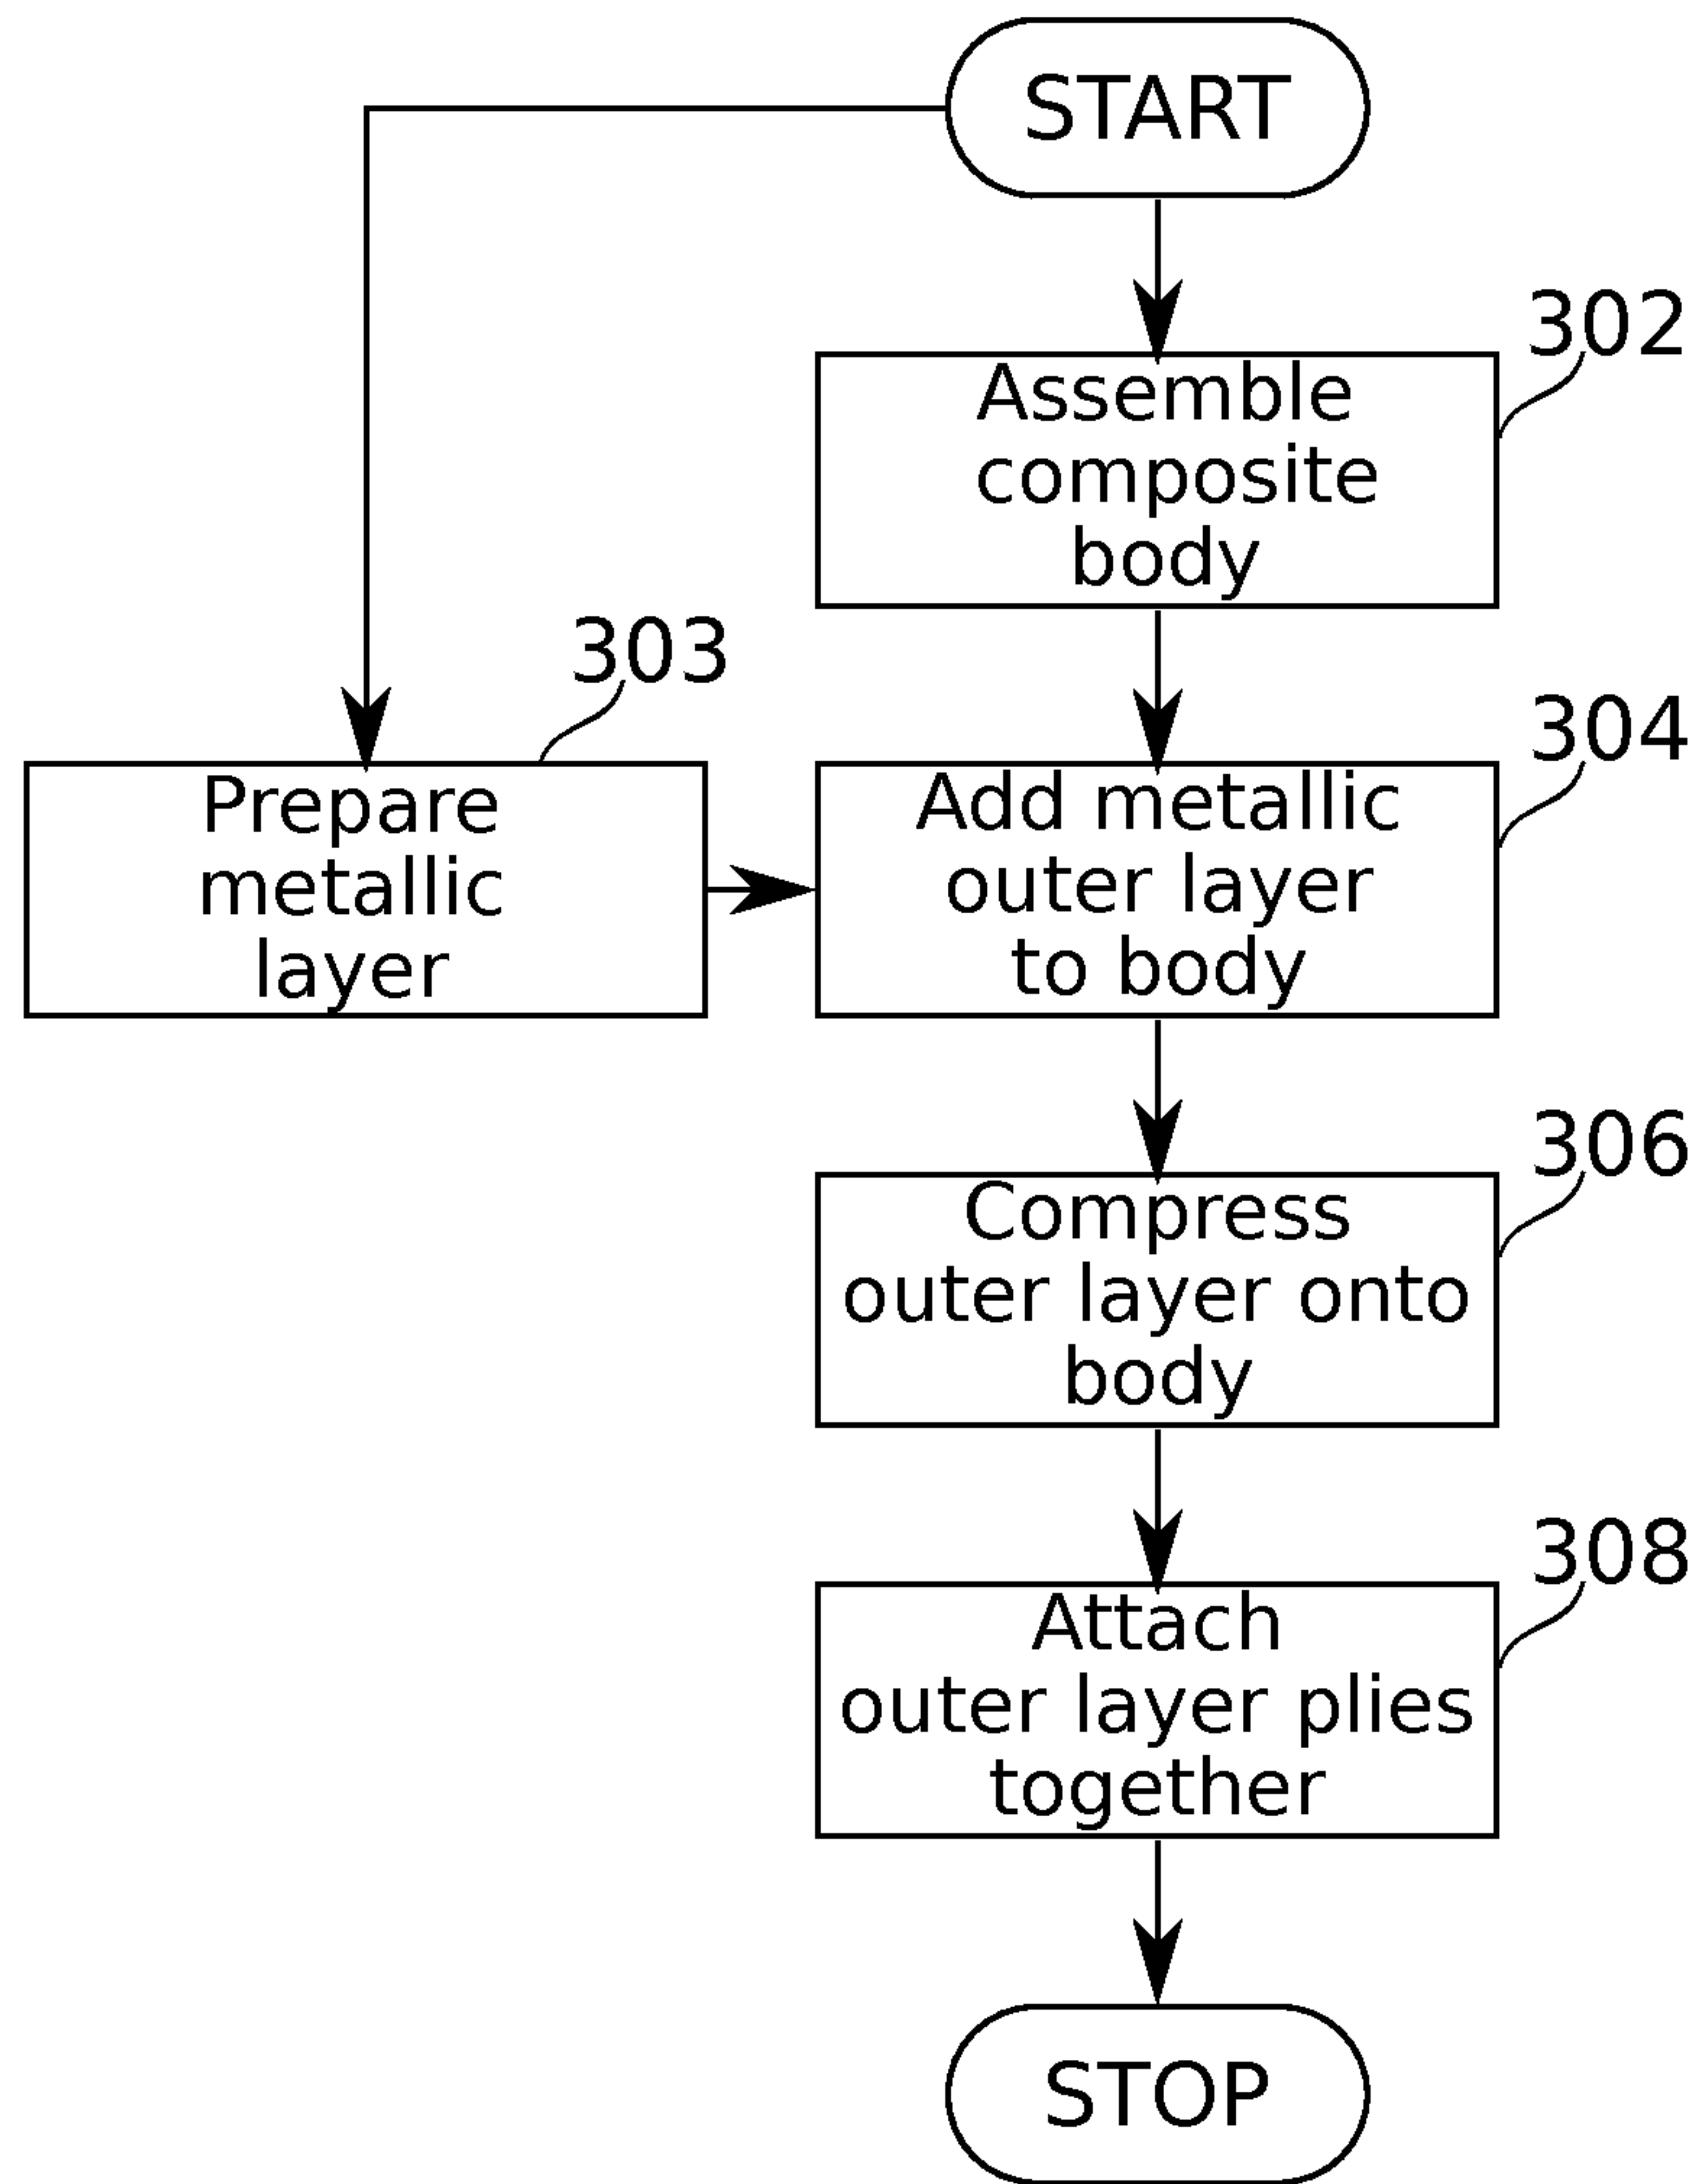 START
302
Assemble
composite
body
303
Prepare
metallic
layer
304
Add metallic
outer layer
to body
306
Compress
outer layer onto
body
308
Attach
outer layer plies
together
STOP